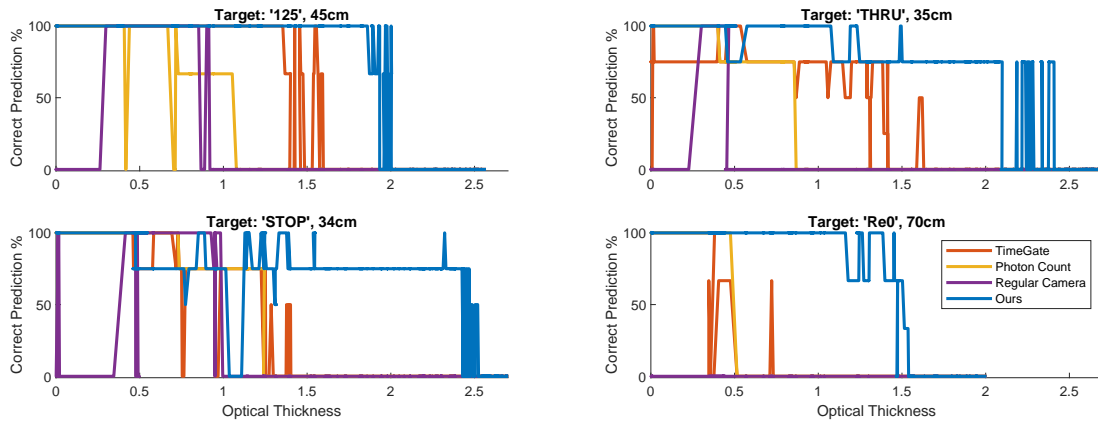 Target: '125', 45cm
Correct Prediction %
100
50
0
0 0.5 1 1.5 2 2.5
Target: 'THRU', 35cm
Correct Prediction %
100
50
0
0 0.5 1 1.5 2 2.5
Target: 'STOP', 34cm
Correct Prediction %
100
50
0
0 0.5 1 1.5 2 2.5
Optical Thickness
Target: 'Re0', 70cm
Correct Prediction %
100
50
0
0 0.5 1 1.5 2 2.5
Optical Thickness
TimeGate
Photon Count
Regular Camera
Ours